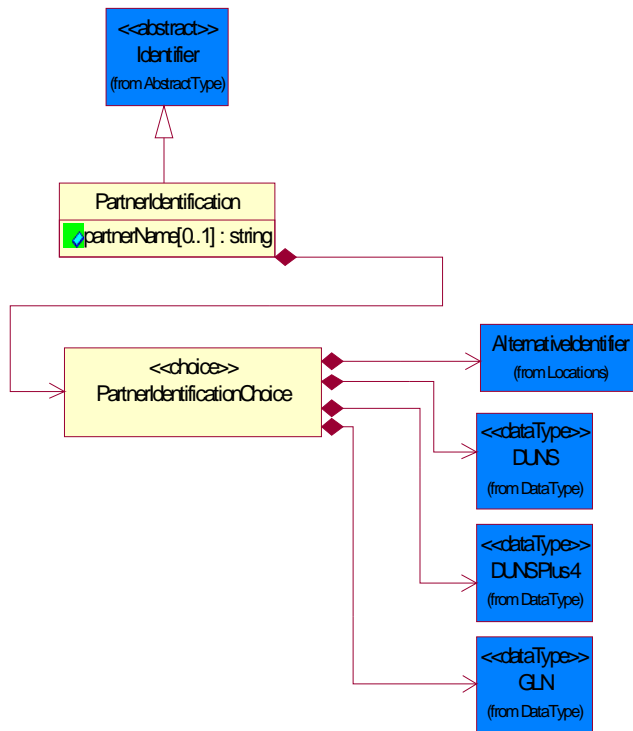 <<abstract>>
Identifier
(from AbstractType)
PartnerIdentification
partnerName[0..1] : string
<<choice>>
PartnerIdentificationChoice
AlternativeIdentifier
(from Locations)
<<dataType>>
DUNS
(from DataType)
<<dataType>>
DUNSPlus4
(from DataType)
<<dataType>>
GLN
(from DataType)